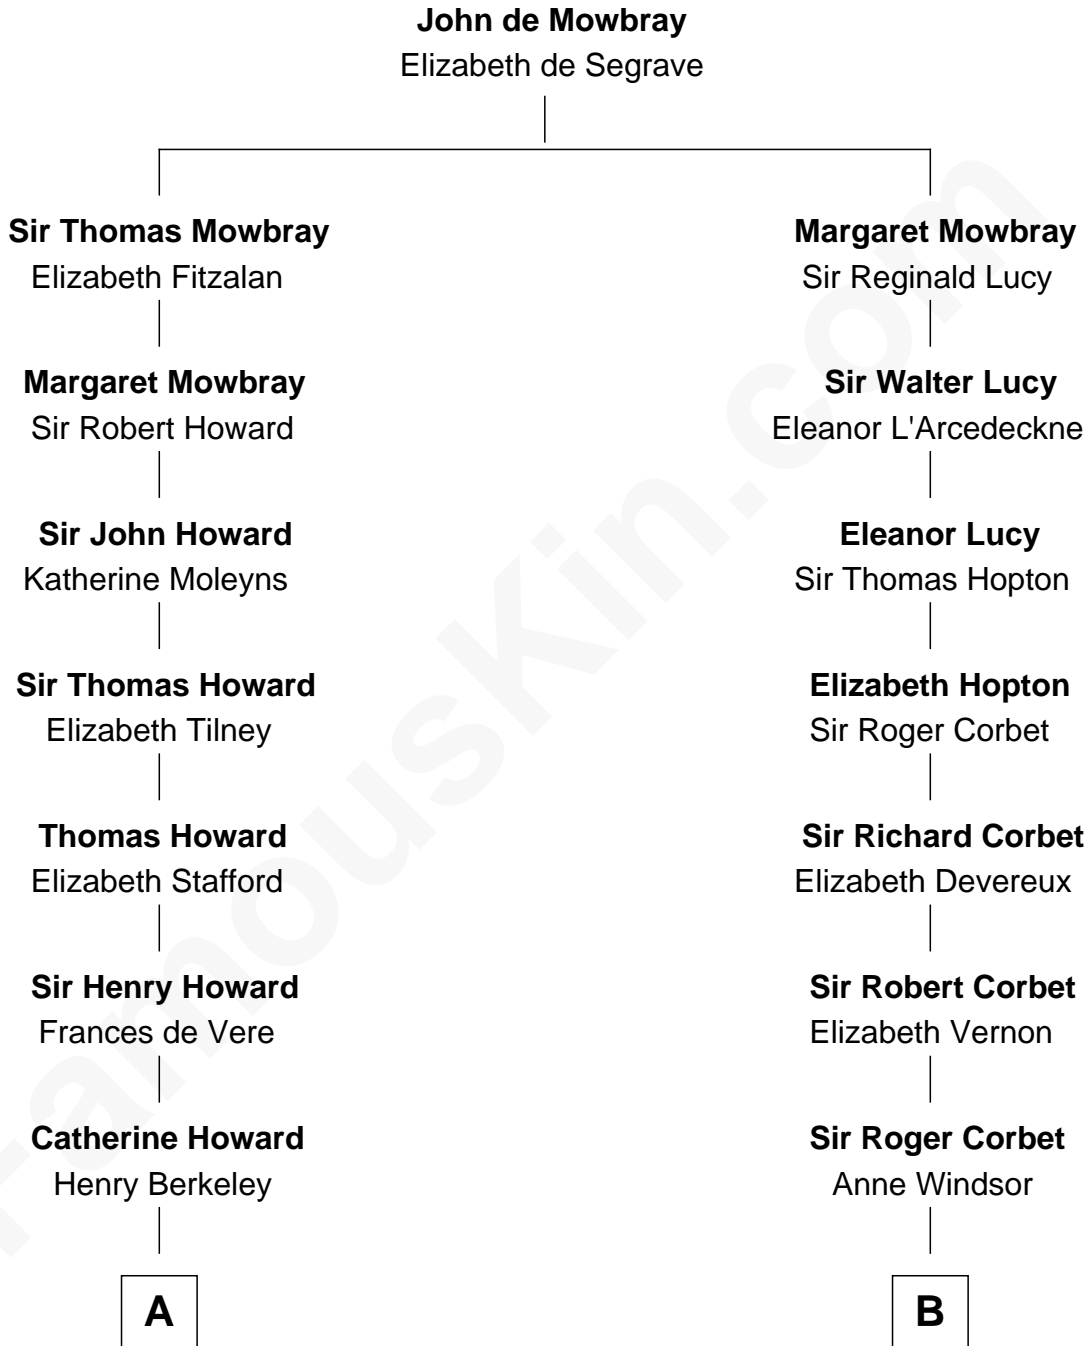 John de Mowbray
Elizabeth de Segrave
Sir Thomas Mowbray
Elizabeth Fitzalan
Margaret Mowbray
Sir Robert Howard
Sir John Howard
Katherine Moleyns
Sir Thomas Howard
Elizabeth Tilney
Thomas Howard
Elizabeth Stafford
Sir Henry Howard
Frances de Vere
Catherine Howard
Henry Berkeley
A
Margaret Mowbray
Sir Reginald Lucy
Sir Walter Lucy
Eleanor L'Arcedeckne
Eleanor Lucy
Sir Thomas Hopton
Elizabeth Hopton
Sir Roger Corbet
Sir Richard Corbet
Elizabeth Devereux
Sir Robert Corbet
Elizabeth Vernon
Sir Roger Corbet
Anne Windsor
B
FamousKin.com